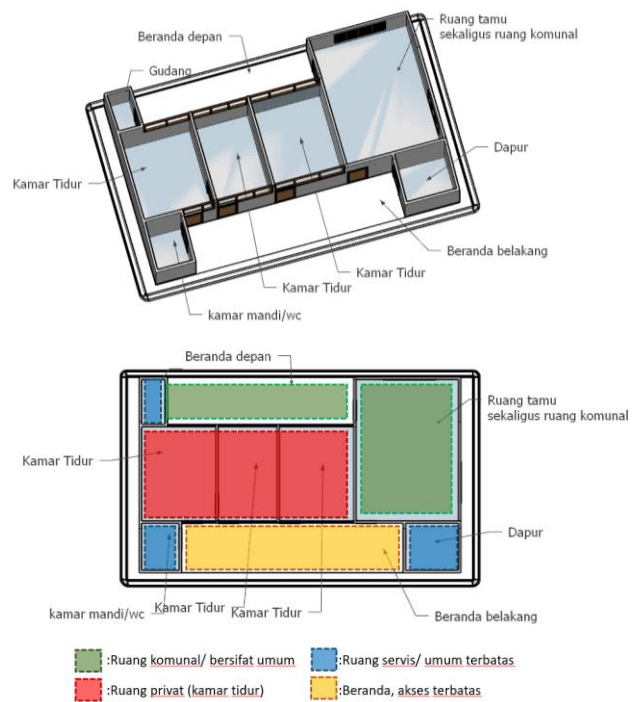 Beranda depan
Ruang tamu
sekaligus ruang komunal
Gudang
Dapur
Kamar Tidur
Beranda belakang
Kamar Tidur
Kamar Tidur
kamar mandi/wc
Beranda depan
Ruang tamu
sekaligus ruang komunal
Kamar Tidur
Dapur
kamar mandi/wc
Kamar Tidur
Kamar Tidur
Beranda belakang
:Ruang komunal/ bersifat umum
:Ruang servis/ umum terbatas
:Ruang privat (kamar tidur)
:Beranda, akses terbatas